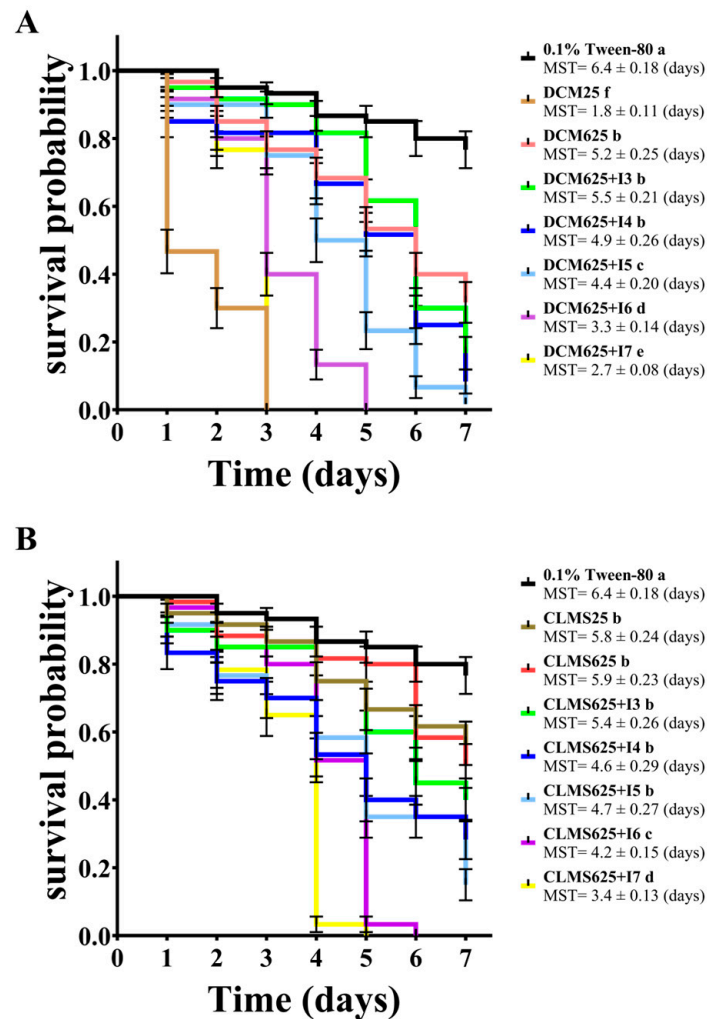 A
survival probability
1.0
0.8
0.6
0.4
0.2
0.0
0 1 2 3 4 5 6 7
Time (days)
0.1% Tween-80 a
MST= 6.4 ± 0.18 (days)
DCM25 f
MST= 1.8 ± 0.11 (days)
DCM625 b
MST= 5.2 ± 0.25 (days)
DCM625+I3 b
MST= 5.5 ± 0.21 (days)
DCM625+I4 b
MST= 4.9 ± 0.26 (days)
DCM625+I5 c
MST= 4.4 ± 0.20 (days)
DCM625+I6 d
MST= 3.3 ± 0.14 (days)
DCM625+I7 e
MST= 2.7 ± 0.08 (days)
B
survival probability
1.0
0.8
0.6
0.4
0.2
0.0
0 1 2 3 4 5 6 7
Time (days)
0.1% Tween-80 a
MST= 6.4 ± 0.18 (days)
CLMS25 b
MST= 5.8 ± 0.24 (days)
CLMS625 b
MST= 5.9 ± 0.23 (days)
CLMS625+I3 b
MST= 5.4 ± 0.26 (days)
CLMS625+I4 b
MST= 4.6 ± 0.29 (days)
CLMS625+I5 b
MST= 4.7 ± 0.27 (days)
CLMS625+I6 c
MST= 4.2 ± 0.15 (days)
CLMS625+I7 d
MST= 3.4 ± 0.13 (days)